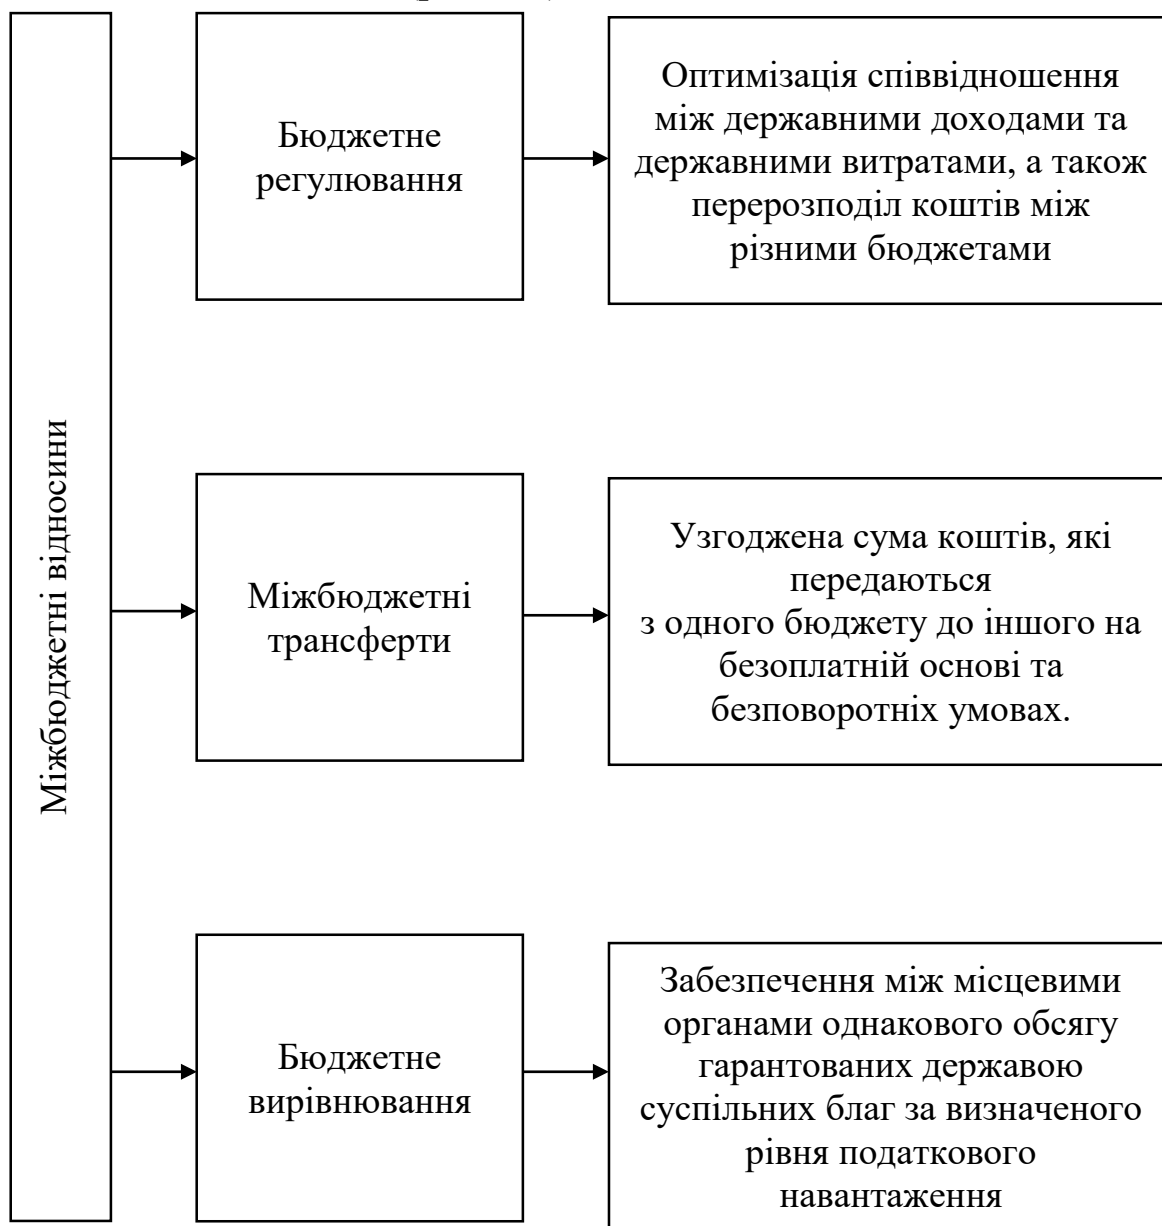 Міжбюджетні відносини
Бюджетне
регулювання
Оптимізація співвідношення
між державними доходами та
державними витратами, а також
перерозподіл коштів між
різними бюджетами
Міжбюджетні
трансферти
Узгоджена сума коштів, які
передаються
з одного бюджету до іншого на
безоплатній основі та
безповоротніх умовах.
Бюджетне
вирівнювання
Забезпечення між місцевими
органами однакового обсягу
гарантованих державою
суспільних благ за визначеного
рівня податкового
навантаження